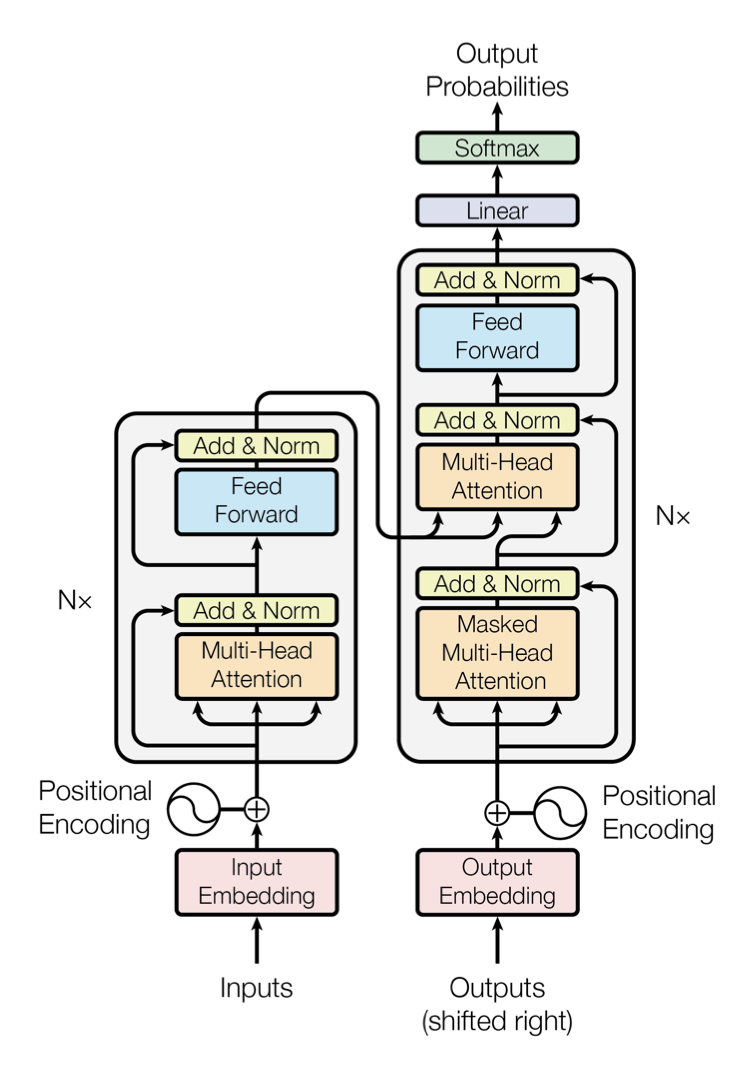 Output
Probabilities
Softmax
Linear
Add & Norm
Feed
Forward
Add & Norm
Multi-Head
Attention
Add & Norm
Masked
Multi-Head
Attention
Nx
Add & Norm
Feed
Forward
Add & Norm
Multi-Head
Attention
Nx
Positional
Encoding
Positional
Encoding
Input
Embedding
Output
Embedding
Inputs
Outputs
(shifted right)